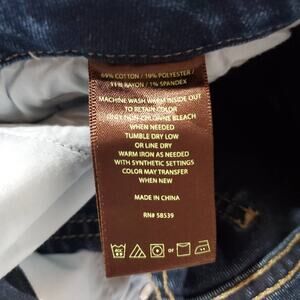 69% COTTON / 19% POLYESTER /
11% RAYON / 1% SPANDEX
MACHINE WASH WARM INSIDE OUT
TO RETAIN COLOR
ONLY NON-CHLORINE BLEACH
WHEN NEEDED
TUMBLE DRY LOW
OR LINE DRY
WARM IRON AS NEEDED
WITH SYNTHETIC SETTINGS
COLOR MAY TRANSFER
WHEN NEW
MADE IN CHINA
RN# 58539
or